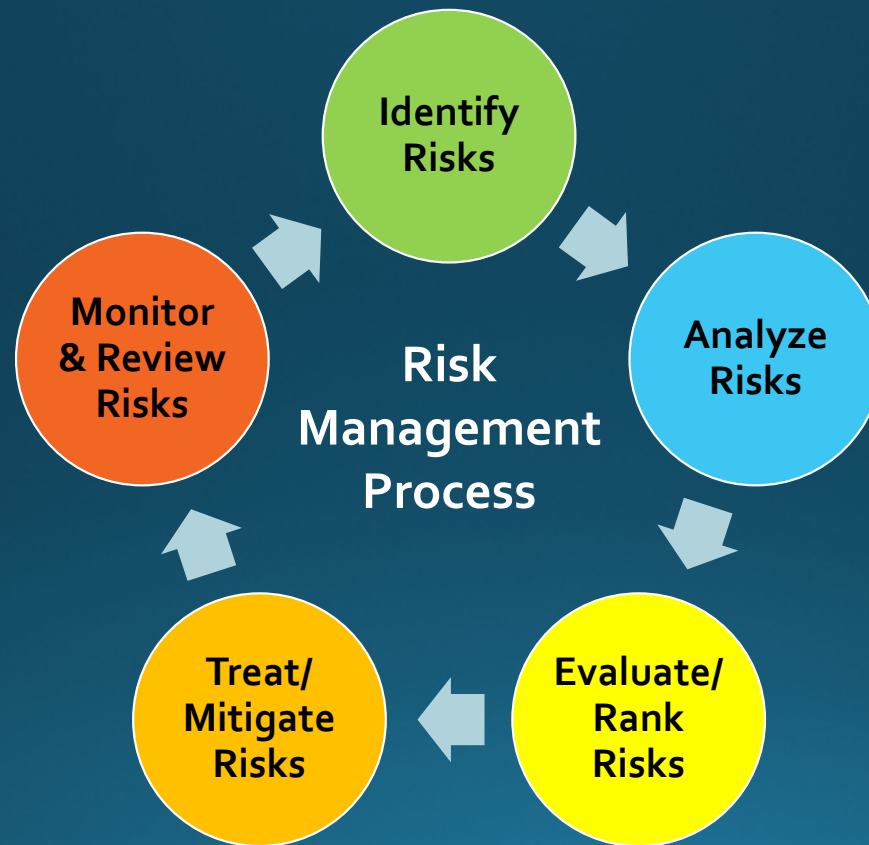 Identify
Risks
Analyze
Risks
Evaluate/
Rank
Risks
Treat/
Mitigate
Risks
Monitor
& Review
Risks
Risk
Management
Process